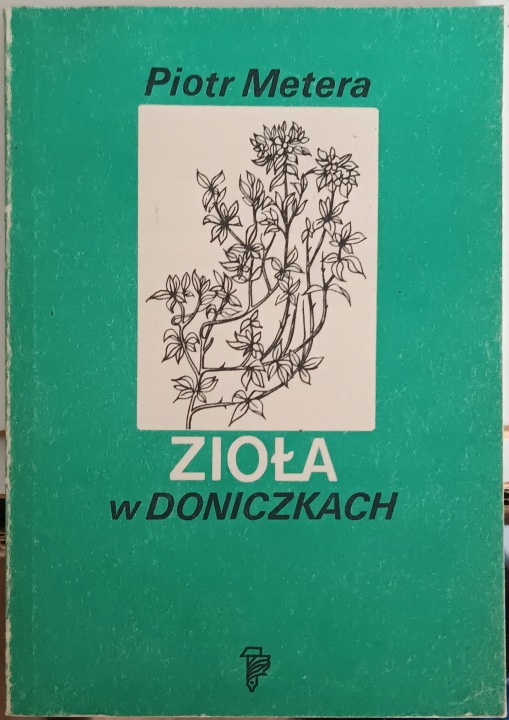 Piotr Metera
ZIOŁA
w DONICZKACH